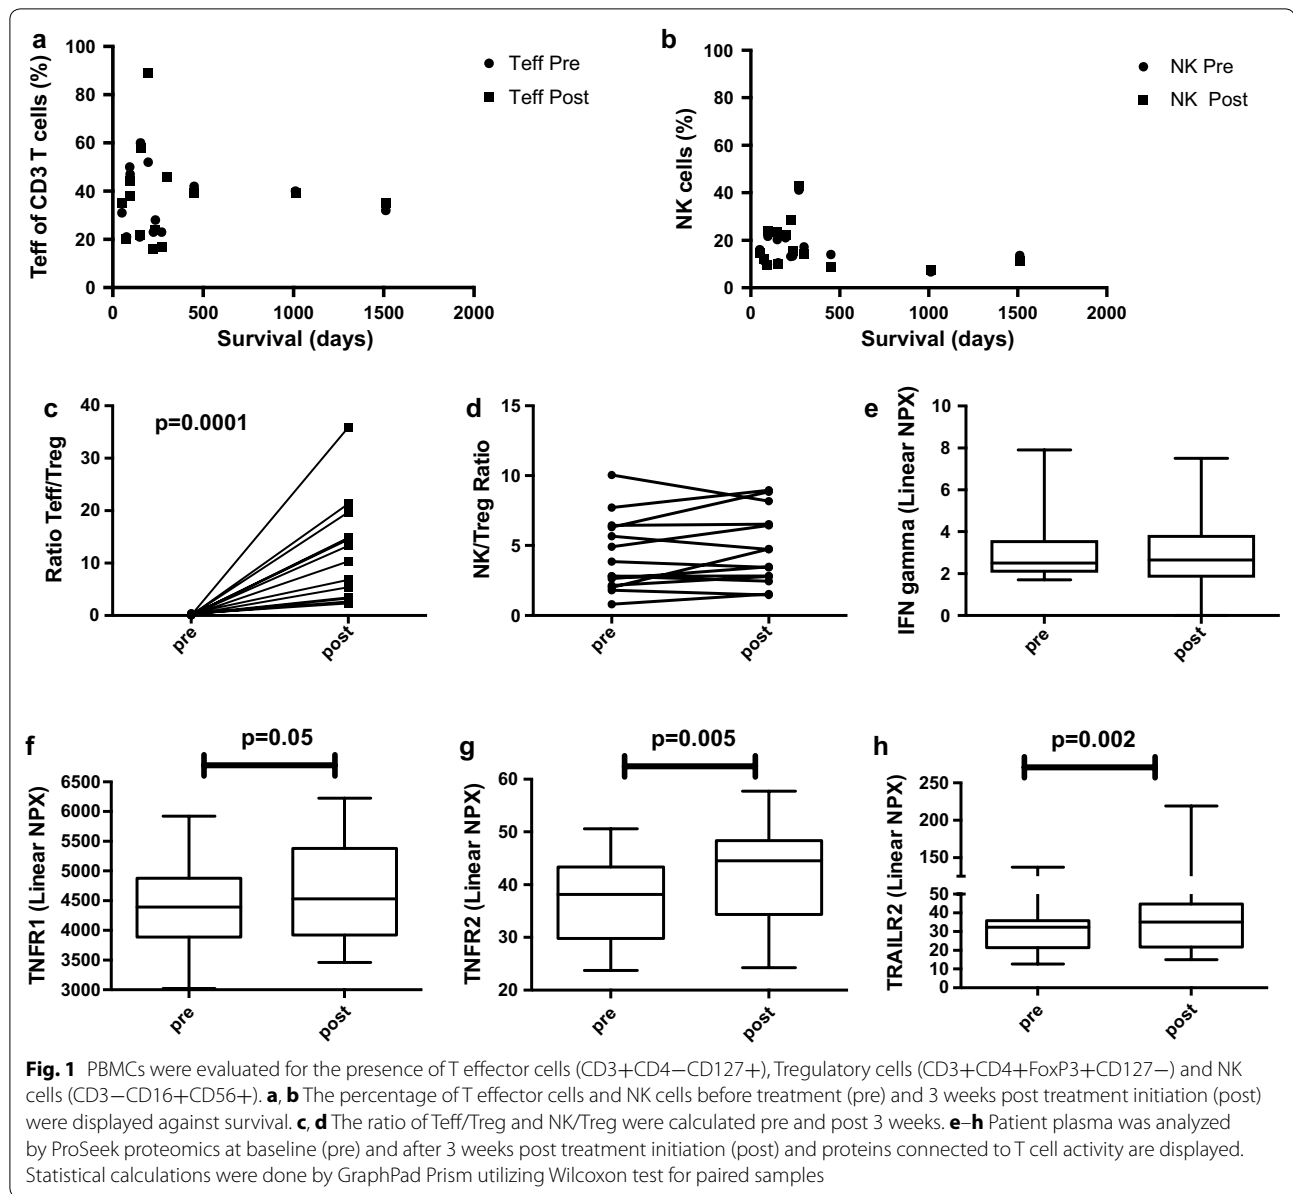 a
100
80
60
40
20
0
Teff of CD3 T cells (%)
Teff Pre
Teff Post
0 500 1000 1500 2000
Survival (days)
b
100
80
60
40
20
0
NK cells (%)
NK Pre
NK Post
0 500 1000 1500 2000
Survival (days)
c
40
30
20
10
0
Ratio Teff/Treg
p=0.0001
pre post
d
15
10
5
0
NK/Treg Ratio
pre post
e
10
8
6
4
2
0
IFN gamma (Linear NPX)
pre post
f
p=0.05
6500
6000
5500
5000
4500
4000
3500
3000
TNFR1 (Linear NPX)
pre post
g
p=0.005
60
50
40
30
20
TNFR2 (Linear NPX)
pre post
h
p=0.002
250
200
150
50
40
30
20
10
0
TRAILR2 (Linear NPX)
pre post
Fig. 1 PBMCs were evaluated for the presence of T effector cells (CD3+CD4−CD127+), Tregulatory cells (CD3+CD4+FoxP3+CD127−) and NK
cells (CD3−CD16+CD56+). a, b The percentage of T effector cells and NK cells before treatment (pre) and 3 weeks post treatment initiation (post)
were displayed against survival. c, d The ratio of Teff/Treg and NK/Treg were calculated pre and post 3 weeks. e–h Patient plasma was analyzed
by ProSeek proteomics at baseline (pre) and after 3 weeks post treatment initiation (post) and proteins connected to T cell activity are displayed.
Statistical calculations were done by GraphPad Prism utilizing Wilcoxon test for paired samples